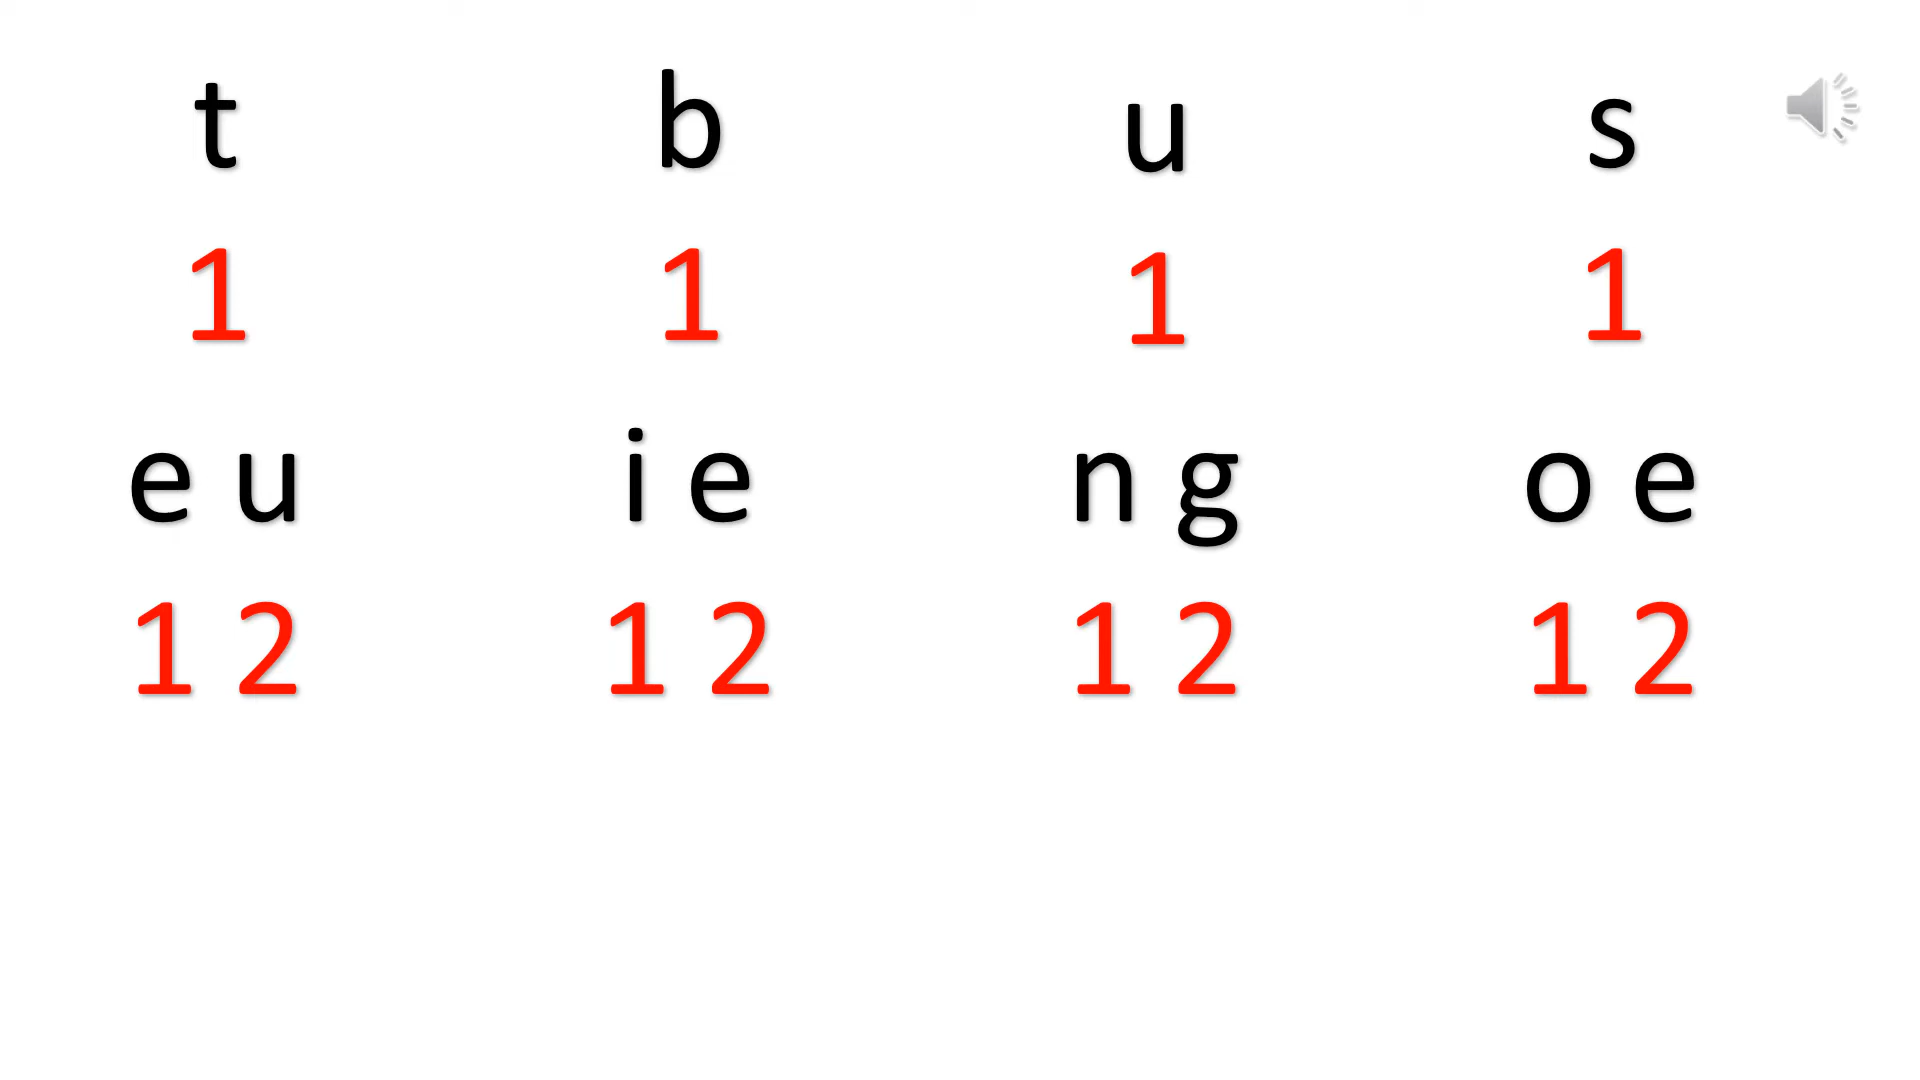 t b u s
1 1 1 1
e u i e n g o e
1 2 1 2 1 2 1 2